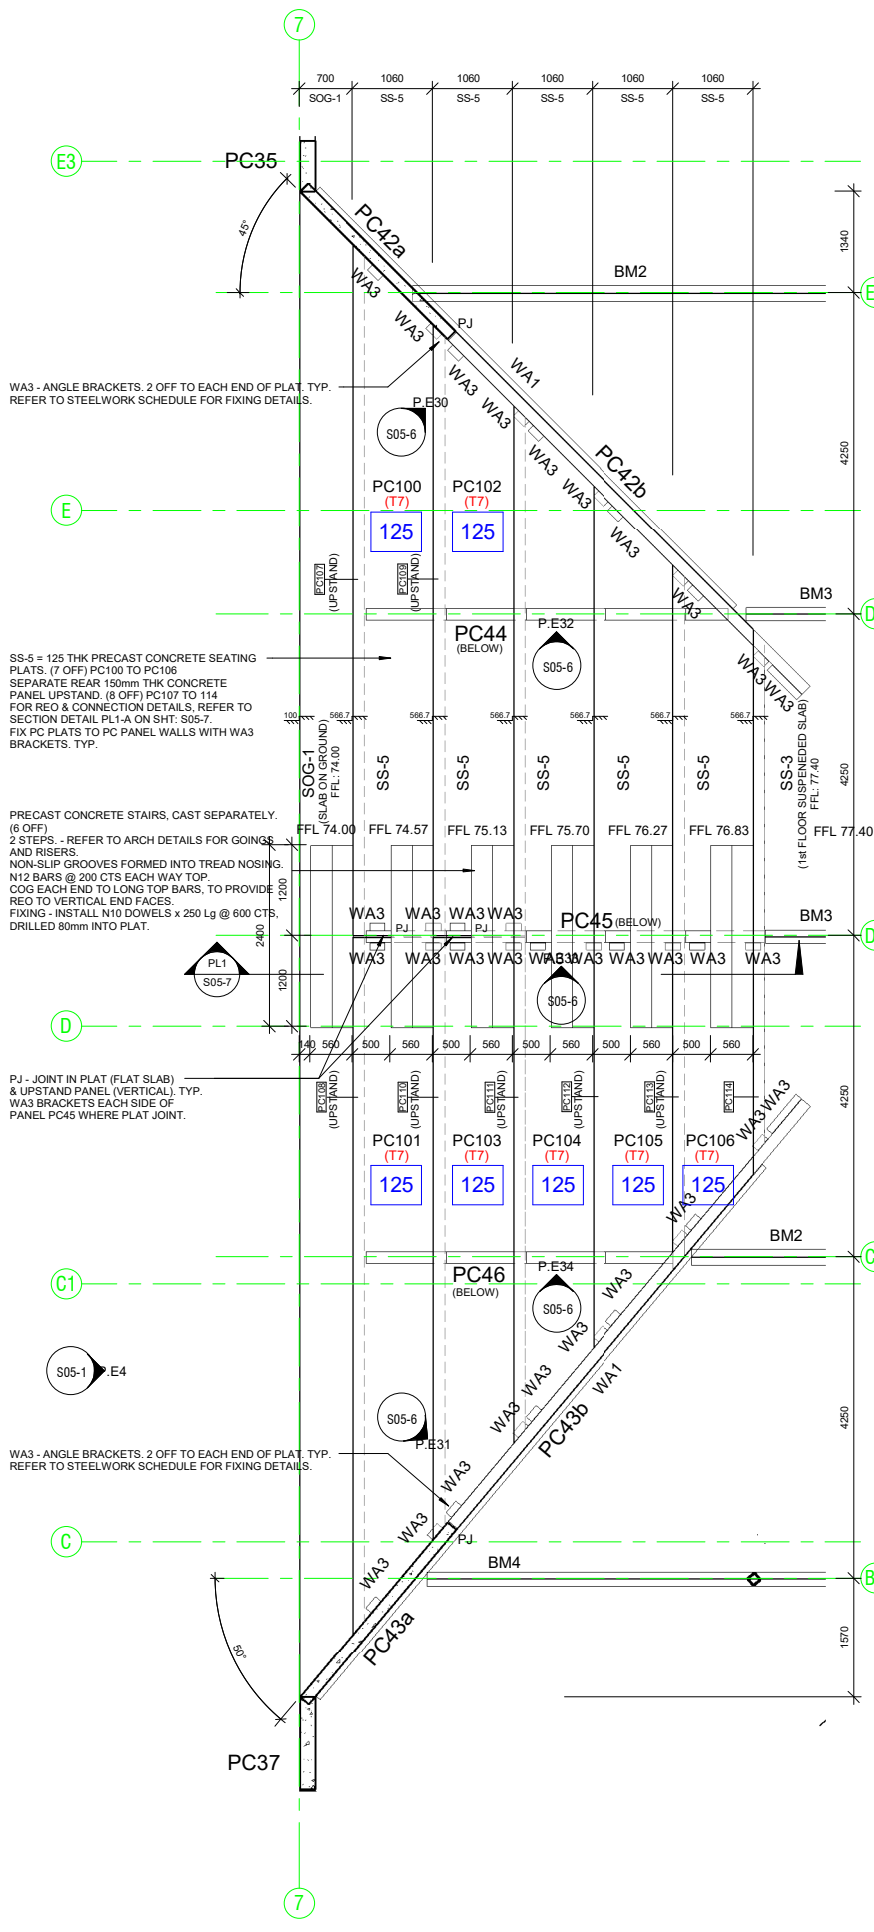 7
700
1060
1060
1060
1060
1060
SOG-1
SS-5
SS-5
SS-5
SS-5
SS-5
E3
PC35
PC42a
45°
WA3
BM2
1340
E
WA3
PJ
WA3
WA1
WA3 - ANGLE BRACKETS. 2 OFF TO EACH END OF PLAT. TYP.
REFER TO STEELWORK SCHEDULE FOR FIXING DETAILS.
P.E30
S05-6
WA3
WA3
PC42b
4250
WA3
WA3
E
PC100
(T7)
125
PC102
(T7)
125
PC107
(UPSTAND)
PC109
(UPSTAND)
WA3
BM3
D
PC44
(BELOW)
P.E32
S05-6
WA3
WA3
SS-5 = 125 THK PRECAST CONCRETE SEATING
PLATS. (7 OFF) PC100 TO PC106
SEPARATE REAR 150mm THK CONCRETE
PANEL UPSTAND. (8 OFF) PC107 TO 114
FOR REO & CONNECTION DETAILS, REFER TO
SECTION DETAIL PL1-A ON SHT: S05-7.
FIX PC PLATS TO PC PANEL WALLS WITH WA3
BRACKETS. TYP.
100
566.7
566.7
566.7
566.7
566.7
SOG-1
(SLAB ON GROUND)
FFL: 74.00
SS-5
SS-5
SS-5
SS-5
SS-5
SS-3
(1st FLOOR SUSPENEDED SLAB)
FFL: 77.40
4250
PRECAST CONCRETE STAIRS, CAST SEPARATELY.
(6 OFF)
2 STEPS. - REFER TO ARCH DETAILS FOR GOINGS
AND RISERS.
NON-SLIP GROOVES FORMED INTO TREAD NOSING.
N12 BARS @ 200 CTS EACH WAY TOP.
COG EACH END TO LONG TOP BARS, TO PROVIDE
REO TO VERTICAL END FACES.
FIXING - INSTALL N10 DOWELS x 250 Lg @ 600 CTS,
DRILLED 80mm INTO PLAT.
FFL 74.00
FFL 74.57
FFL 75.13
FFL 75.70
FFL 76.27
FFL 76.83
FFL 77.40
1200
2400
1200
WA3
WA3
WA3
PJ
PJ
PC45
(BELOW)
BM3
D
WA3
WA3
WA3
WA3
WA3
WA3
WA3
WA3
WA3
P.E33
S05-6
PL1
S05-7
D
140
560
500
560
500
560
500
560
500
560
500
560
PJ - JOINT IN PLAT (FLAT SLAB)
& UPSTAND PANEL (VERTICAL). TYP.
WA3 BRACKETS EACH SIDE OF
PANEL PC45 WHERE PLAT JOINT.
PC108
(UPSTAND)
PC110
(UPSTAND)
PC111
(UPSTAND)
PC112
(UPSTAND)
PC113
(UPSTAND)
PC114
WA3
WA3
4250
PC101
(T7)
125
PC103
(T7)
125
PC104
(T7)
125
PC105
(T7)
125
PC106
(T7)
125
WA3
BM2
C
PC46
(BELOW)
P.E34
S05-6
C1
WA3
WA3
S05-1
P.E4
WA3
WA1
WA3
PC43b
4250
S05-6
P.E31
WA3 - ANGLE BRACKETS. 2 OFF TO EACH END OF PLAT. TYP.
REFER TO STEELWORK SCHEDULE FOR FIXING DETAILS.
WA3
WA3
PJ
C
WA3
BM4
B
PC43a
50°
1570
PC37
7